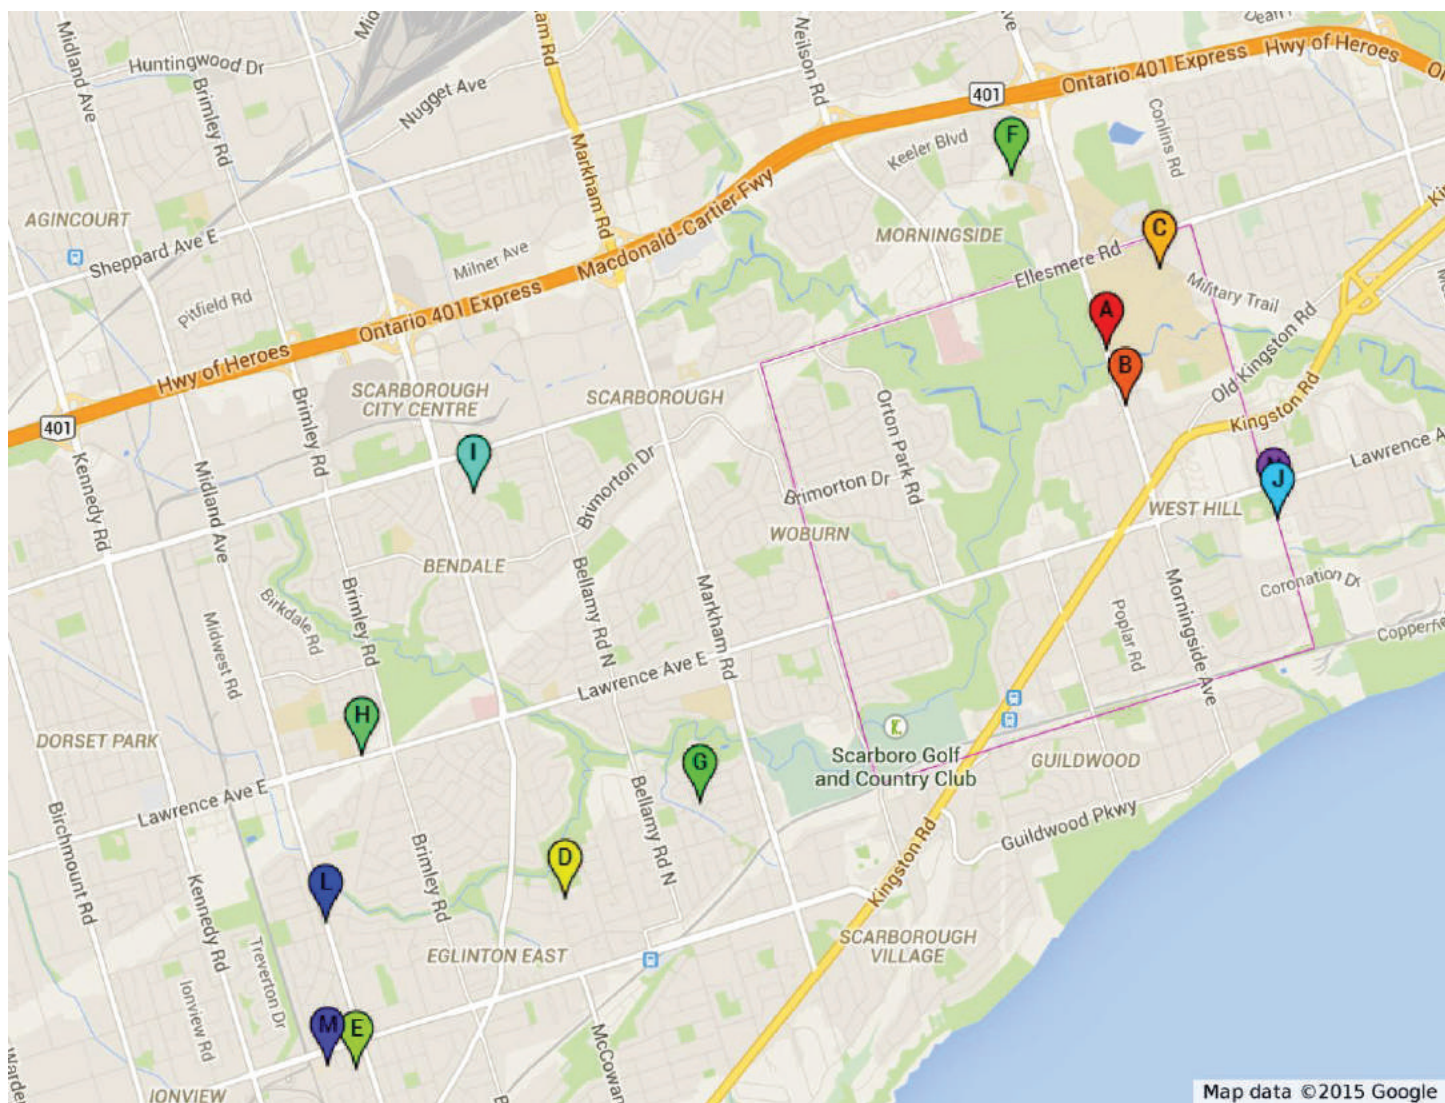 Midland Ave
Huntingwood Dr
Brimley Rd
Nugget Ave
Markham Rd
Neilson Rd
Ontario 401 Express
Hwy of Heroes
401
Keeler Blvd
Conlins Rd
F
AGINCOURT
Sheppard Ave E
Milner Ave
Pitfield Rd
Macdonald-Cartier Fwy
MORNINGSIDE
C
Ellesmere Rd
Military Trail
Ontario 401 Express
Hwy of Heroes
A
B
Old Kingston Rd
Kingston Rd
SCARBOROUGH
CITY CENTRE
SCARBOROUGH
401
Kennedy Rd
Midland Ave
Brimley Rd
I
Brimorton Dr
Orton Park Rd
Brimorton Dr
J
Lawrence A
WEST HILL
WOBURN
BENDALE
Birkdale Rd
Midwest Rd
Brimley Rd
Bellamy Rd N
Markham Rd
Coronation Dr
Poplar Rd
Morningside Ave
Copperfie
Lawrence Ave E
H
DORSET PARK
G
Scarboro Golf
and Country Club
GUILDWOOD
Guildwood Pkwy
Lawrence Ave E
Birchmount Rd
Kennedy Rd
Brimley Rd
Bellamy Rd N
D
L
Kingston Rd
EGLINTON EAST
SCARBOROUGH
VILLAGE
Treverton Dr
Ionview Rd
M
E
McCowan
Warde
IONVIEW
Map data ©2015 Google